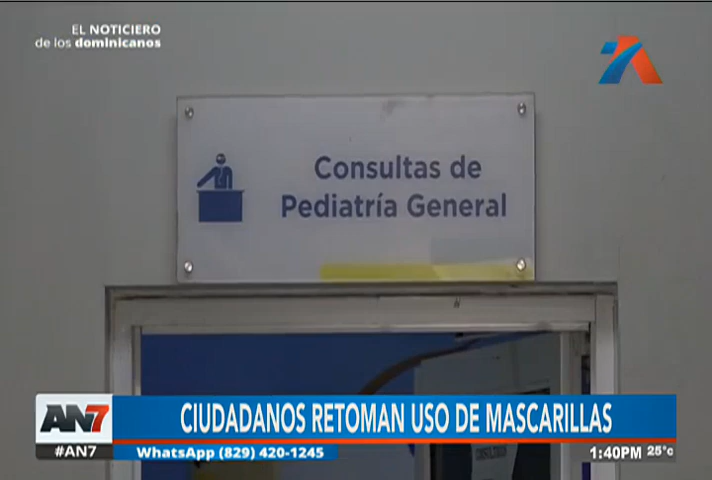 EL NOTICIERO
de los dominicanos
Consultas de
Pediatría General
AN7
CIUDADANOS RETOMAN USO DE MASCARILLAS
#AN7
WhatsApp (829) 420-1245
1:40PM 25°c